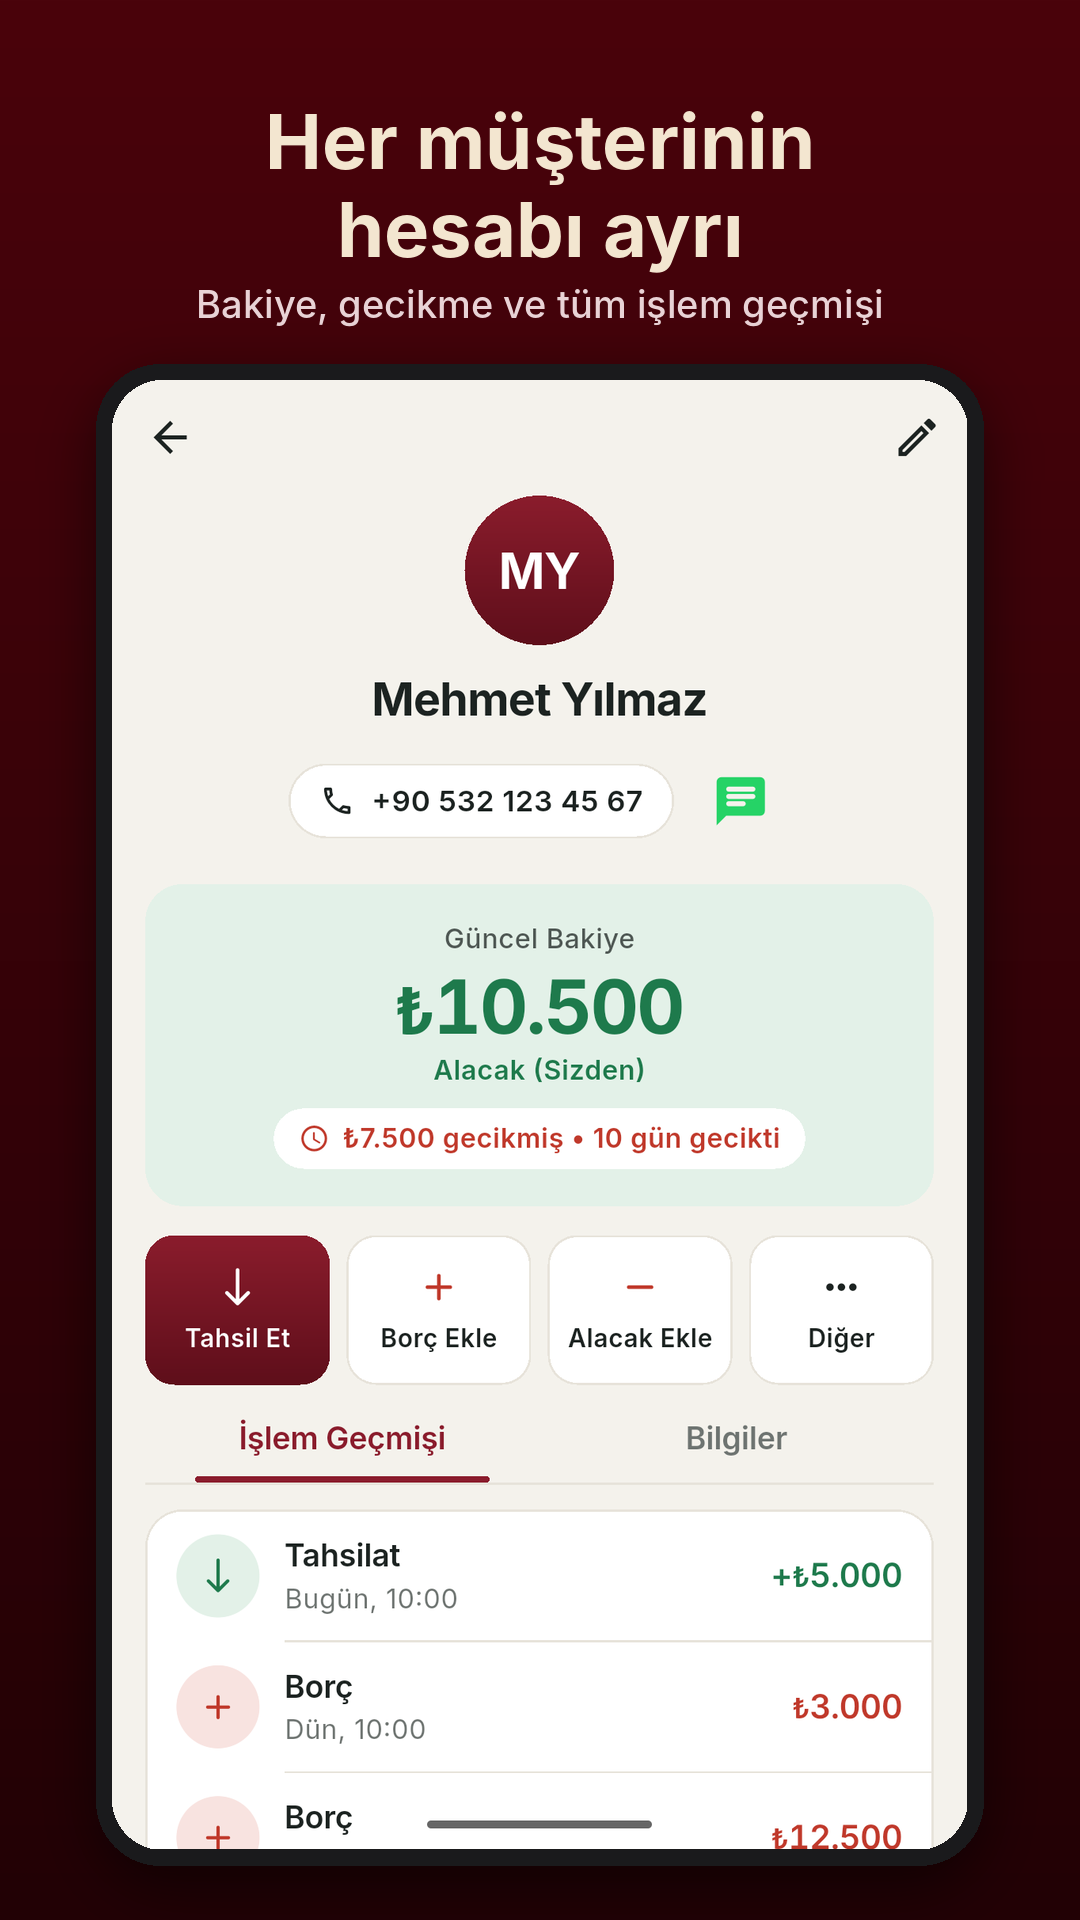 Her müşterinin
hesabı ayrı
Bakiye, gecikme ve tüm işlem geçmişi
MY
Mehmet Yılmaz
+90 532 123 45 67
Güncel Bakiye
₺10.500
Alacak (Sizden)
₺7.500 gecikmiş • 10 gün gecikti
Tahsil Et
Borç Ekle
Alacak Ekle
Diğer
İşlem Geçmişi
Bilgiler
Tahsilat
+₺5.000
Bugün, 10:00
Borç
₺3.000
Dün, 10:00
Borç
₺12.500